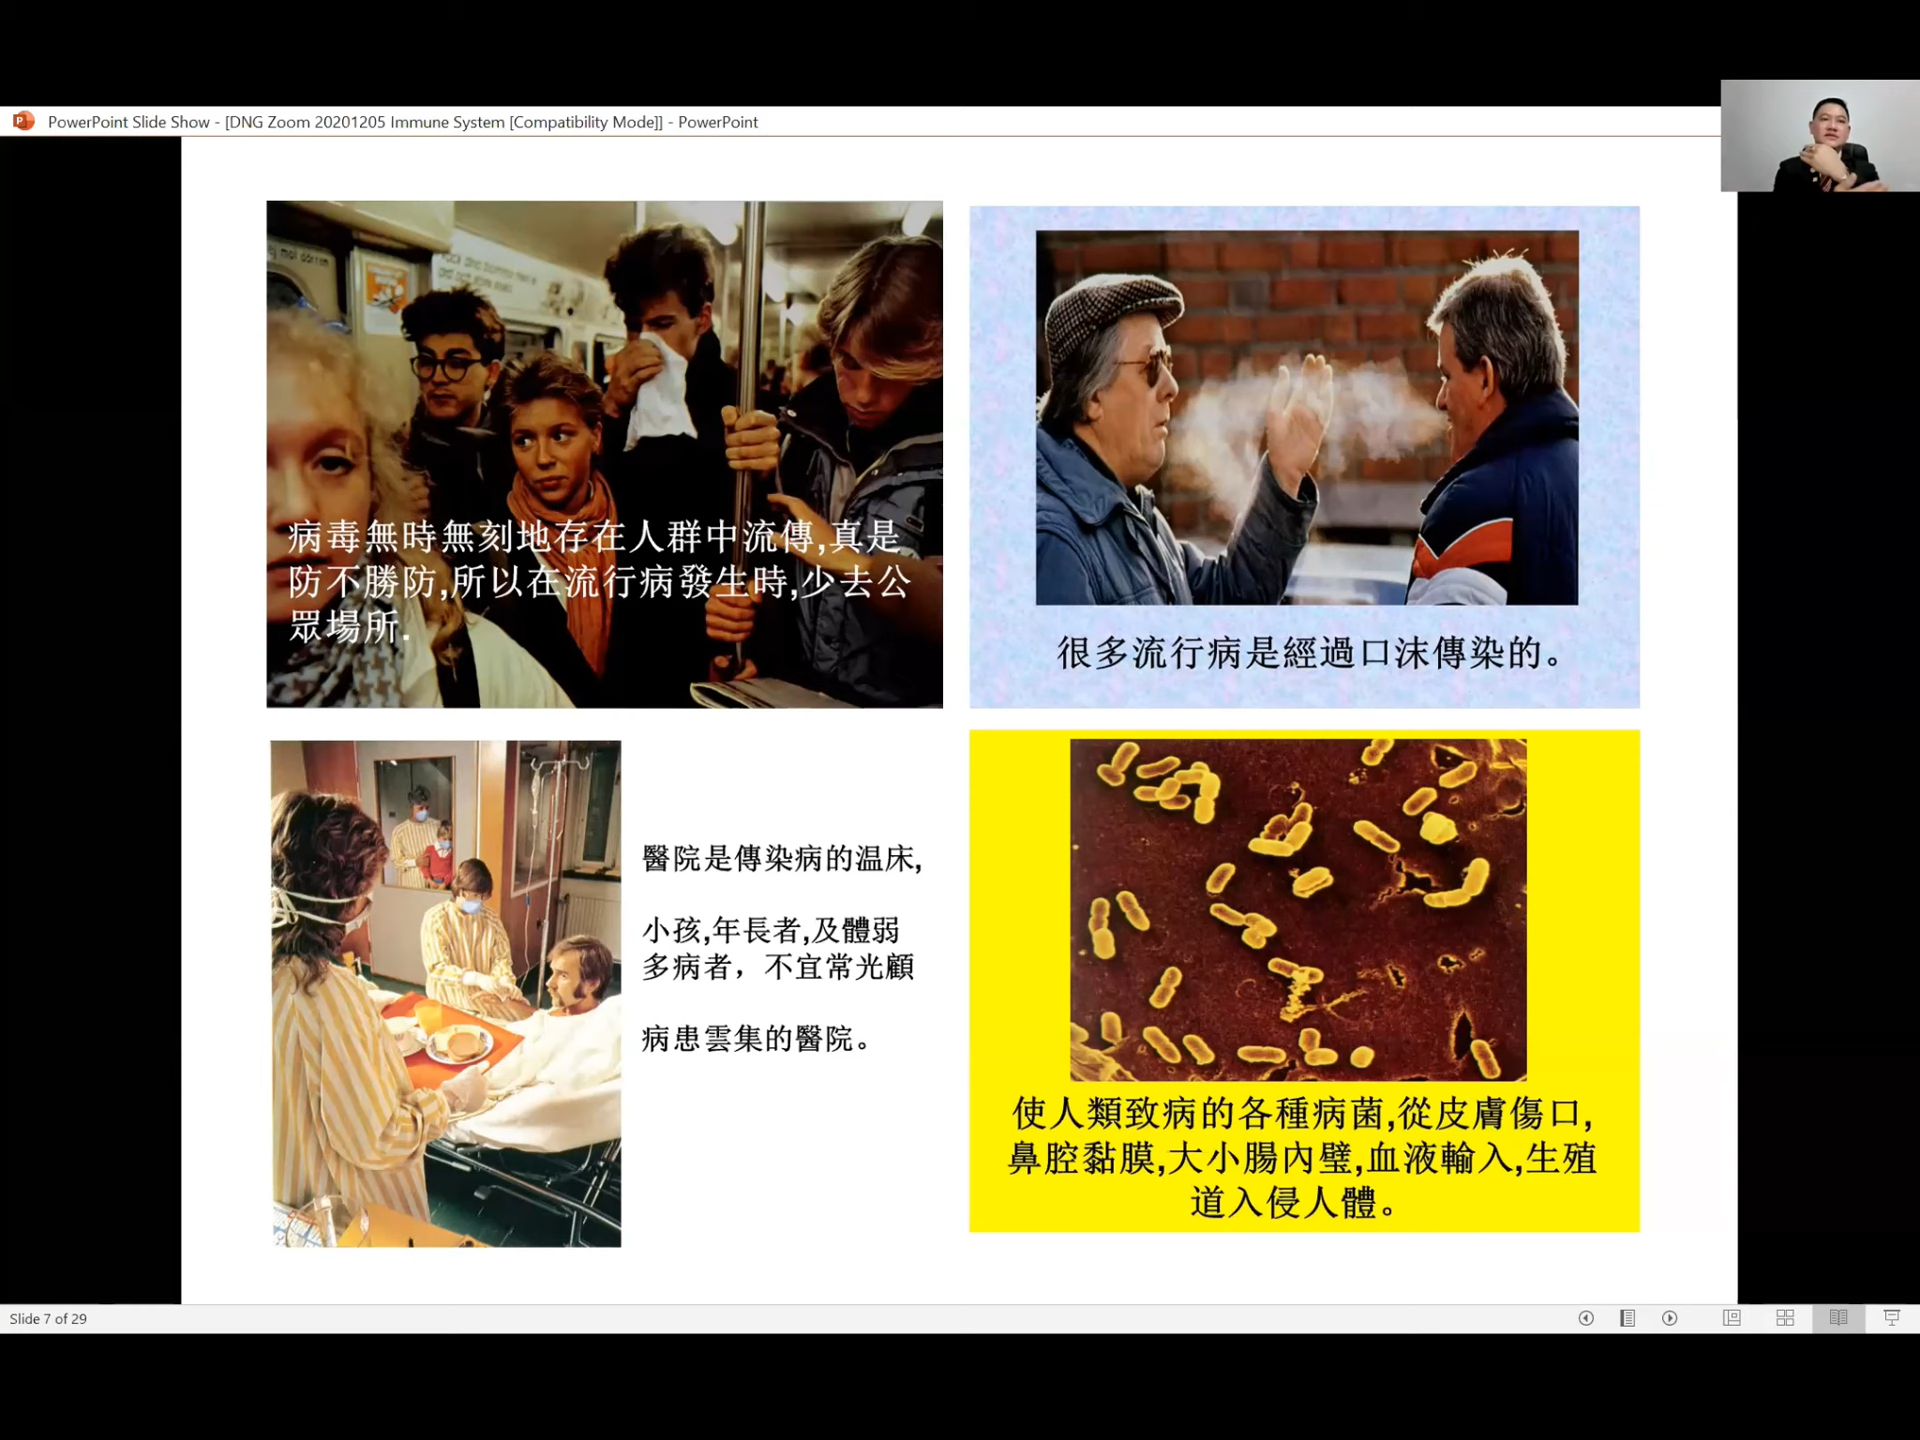 PowerPoint Slide Show - [DNG Zoom 20201205 Immune System [Compatibility Mode]] - PowerPoint
病毒無時無刻地存在人群中流傳,真是
防不勝防,所以在流行病發生時,少去公
眾場所.
很多流行病是經過口沫傳染的。
醫院是傳染病的温床,
小孩,年長者,及體弱
多病者，不宜常光顧
病患雲集的醫院。
使人類致病的各種病菌,從皮膚傷口,
鼻腔黏膜,大小腸內璧,血液輸入,生殖
道入侵人體。
Slide 7 of 29